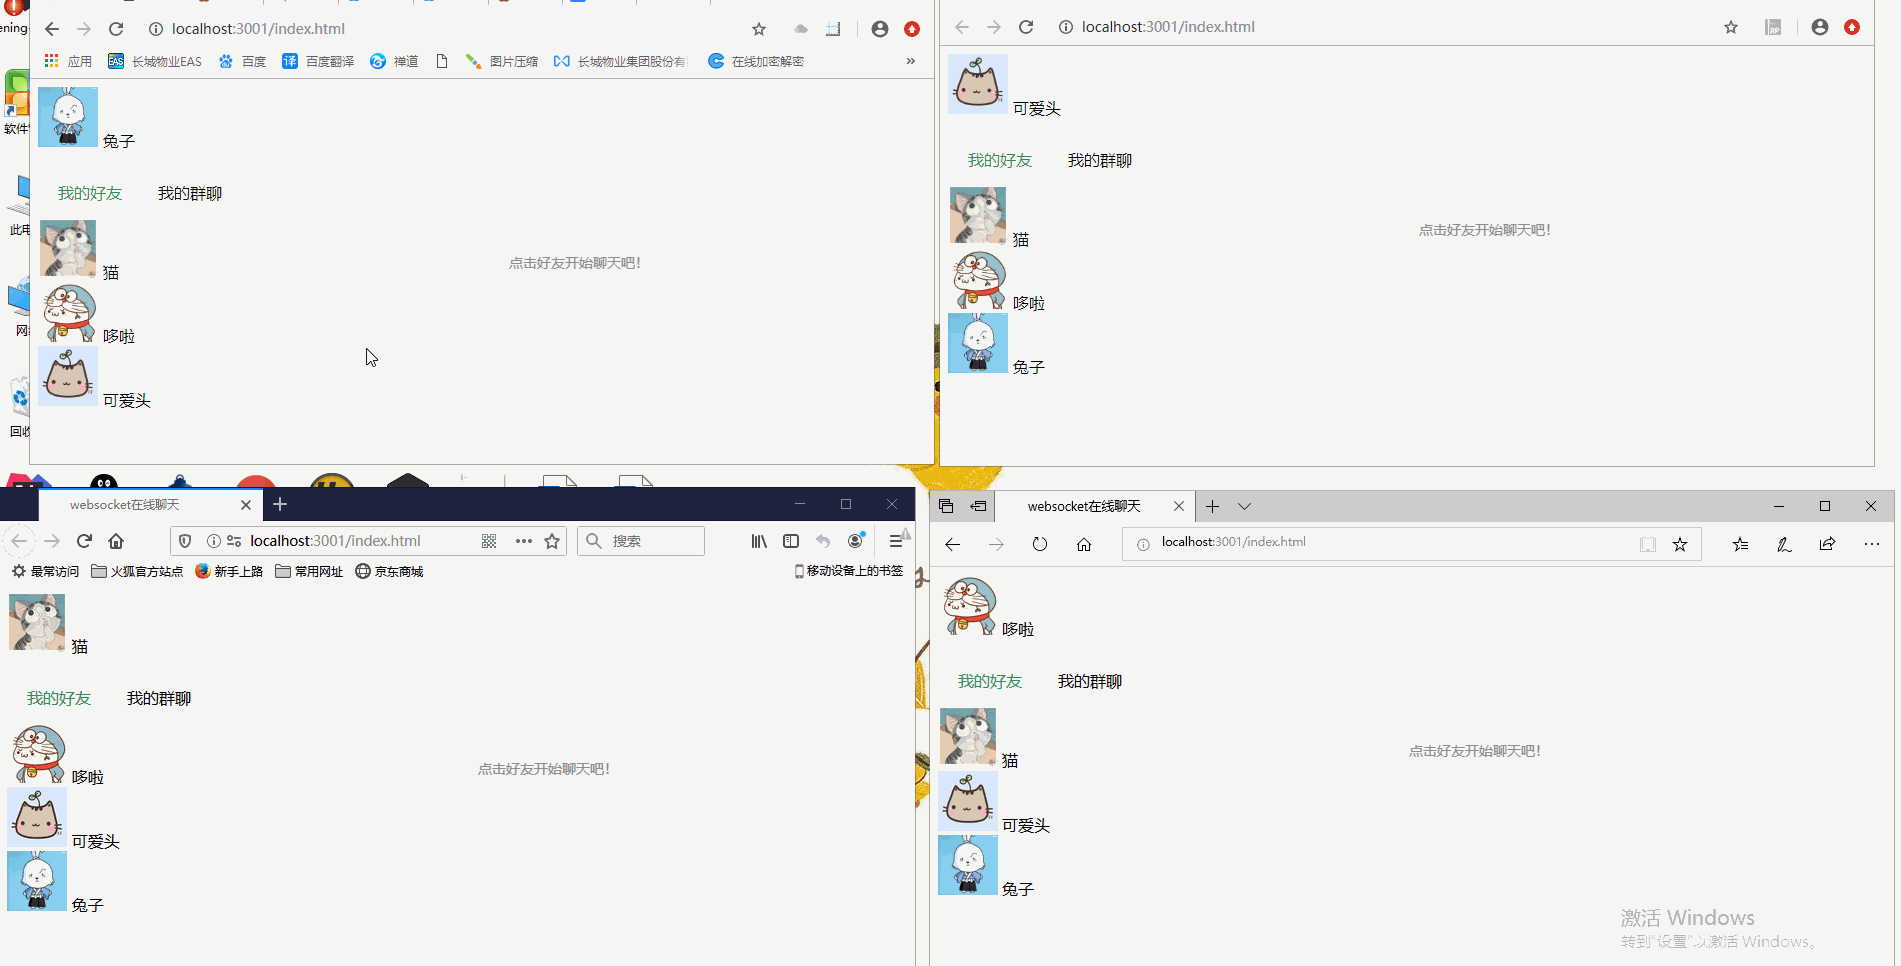 ening-
软件
此电
网
回收
localhost:3001/index.html
应用
长城物业EAS
百度
译
百度翻译
禅道
图片压缩
长城物业集团股份有
在线加密解密
»
兔子
我的好友
我的群聊
猫
哆啦
可爱头
点击好友开始聊天吧!
localhost:3001/index.html
可爱头
我的好友
我的群聊
猫
哆啦
兔子
点击好友开始聊天吧!
websocket在线聊天
localhost:3001/index.html
搜索
最常访问
火狐官方站点
新手上路
常用网址
京东商城
移动设备上的书签
猫
我的好友
我的群聊
哆啦
可爱头
兔子
点击好友开始聊天吧!
websocket在线聊天
localhost:3001/index.html
哆啦
我的好友
我的群聊
猫
可爱头
兔子
点击好友开始聊天吧!
激活 Windows
转到"设置"以激活 Windows。